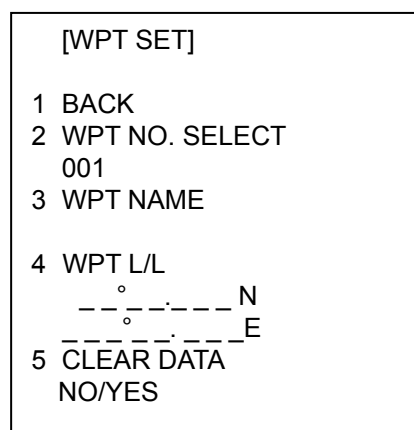 [WPT SET]
1 BACK
2 WPT NO. SELECT
001
3 WPT NAME
4 WPT L/L
_ _°_ _._ _ _ N
_ _ _°_ _. _ _ _E
5 CLEAR DATA
NO/YES